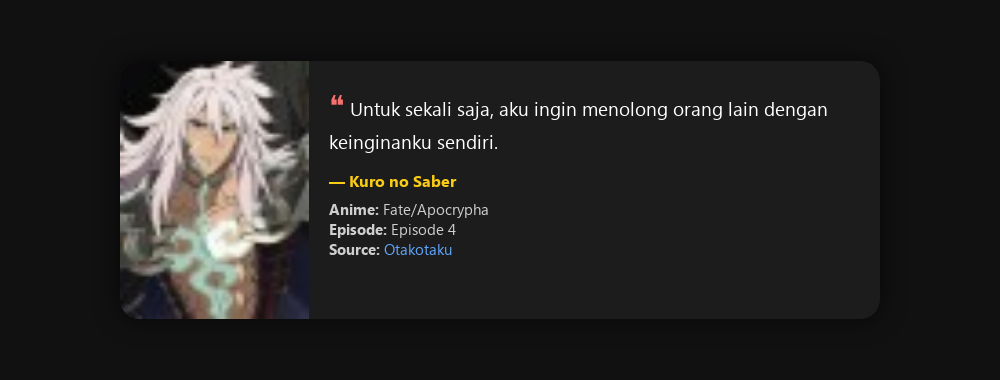 ❝ Untuk sekali saja, aku ingin menolong orang lain dengan
keinginanku sendiri.
— Kuro no Saber
Anime: Fate/Apocrypha
Episode: Episode 4
Source: Otakotaku